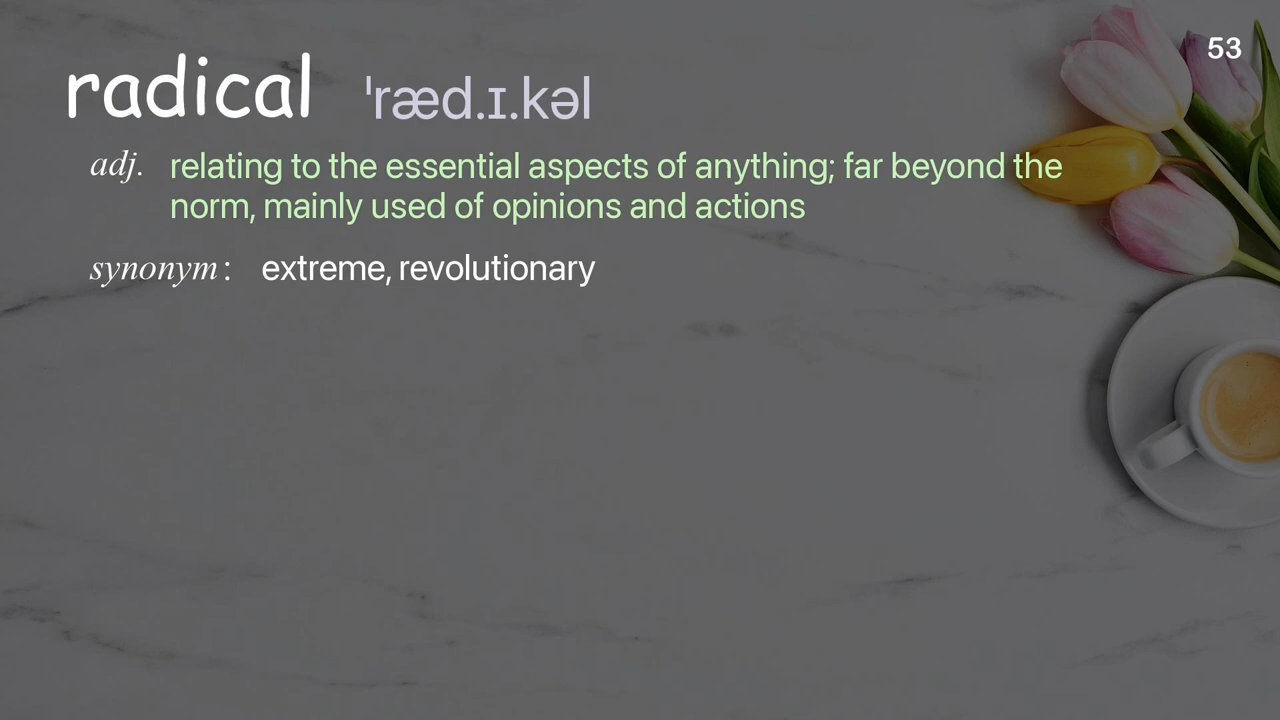 53
radical ˈræd.ɪ.kəl
adj. relating to the essential aspects of anything; far beyond the
norm, mainly used of opinions and actions
synonym: extreme, revolutionary